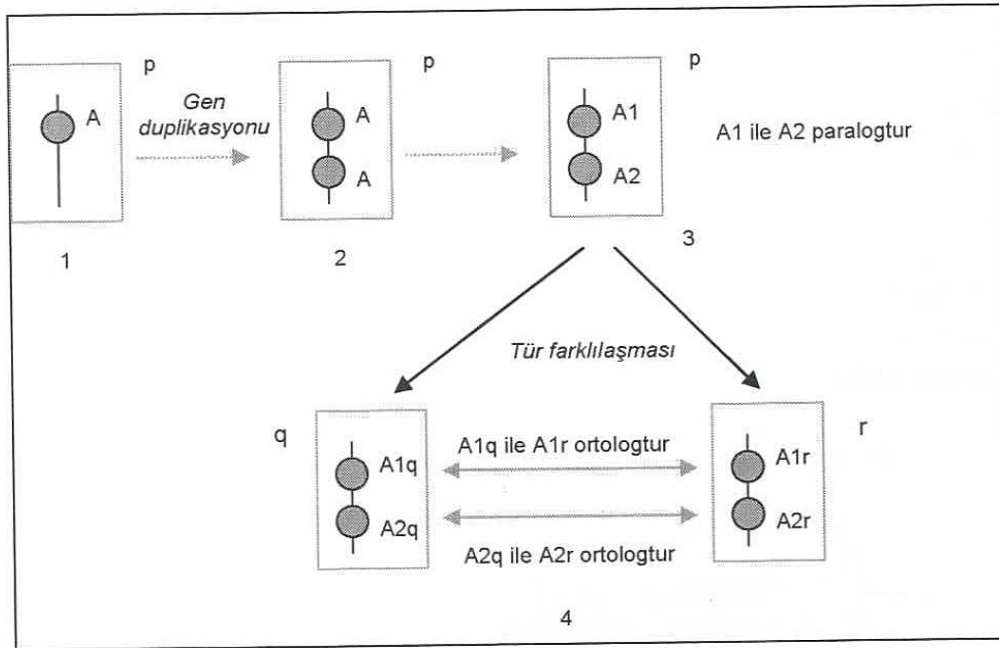 p
A
1
Gen
duplikasyonu
p
A
A
2
p
A1
A2
3
A1 ile A2 paralogtur
Tür farklılaşması
q
A1q
A2q
A1q ile A1r ortologtur
A2q ile A2r ortologtur
r
A1r
A2r
4